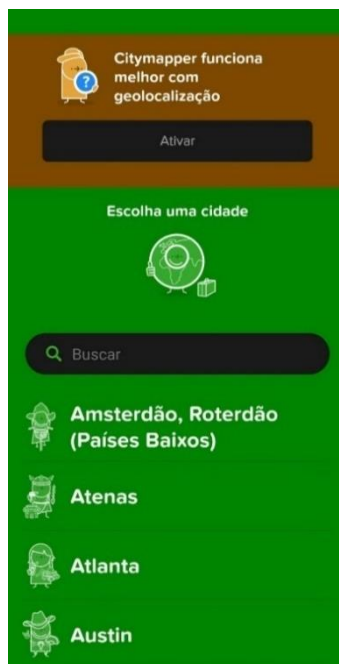 Citymapper funciona
melhor com
geolocalização
Ativar
Escolha uma cidade
Buscar
Amsterdão, Roterdão
(Países Baixos)
Atenas
Atlanta
Austin